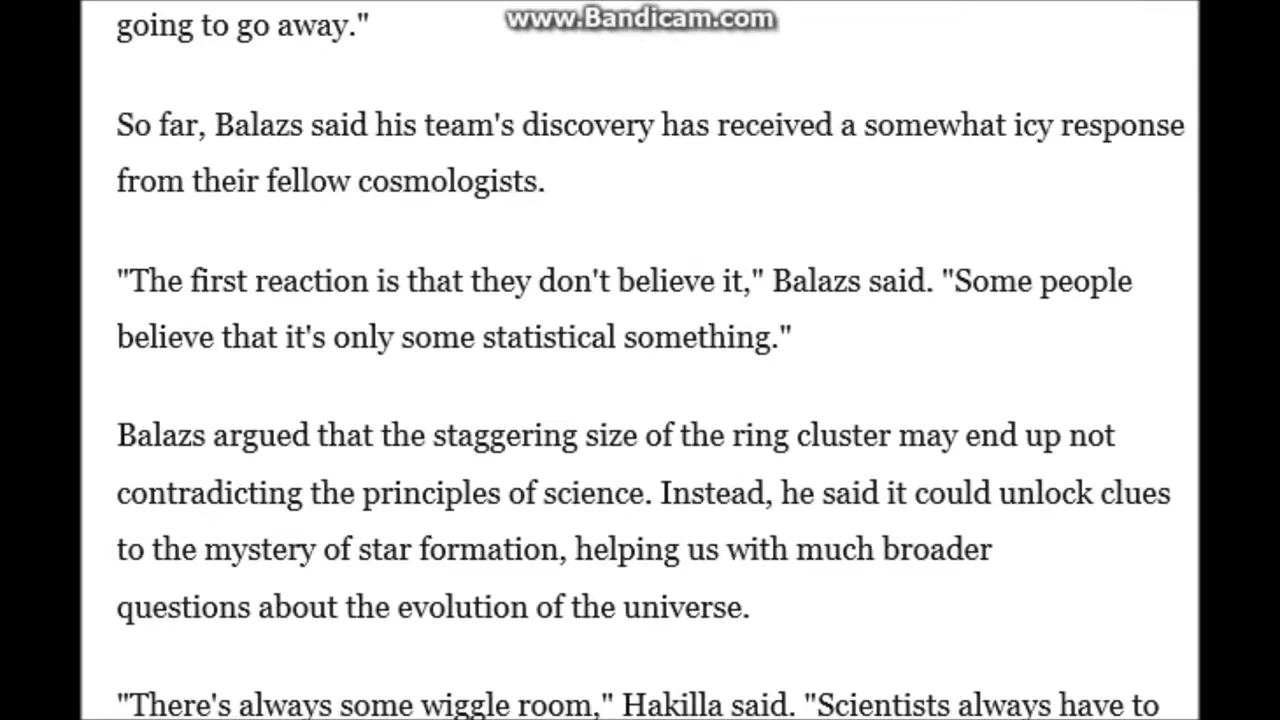 www.Bandicam.com
going to go away."
So far, Balazs said his team's discovery has received a somewhat icy response
from their fellow cosmologists.
"The first reaction is that they don't believe it," Balazs said. "Some people
believe that it's only some statistical something."
Balazs argued that the staggering size of the ring cluster may end up not
contradicting the principles of science. Instead, he said it could unlock clues
to the mystery of star formation, helping us with much broader
questions about the evolution of the universe.
"There's always some wiggle room," Hakilla said. "Scientists always have to